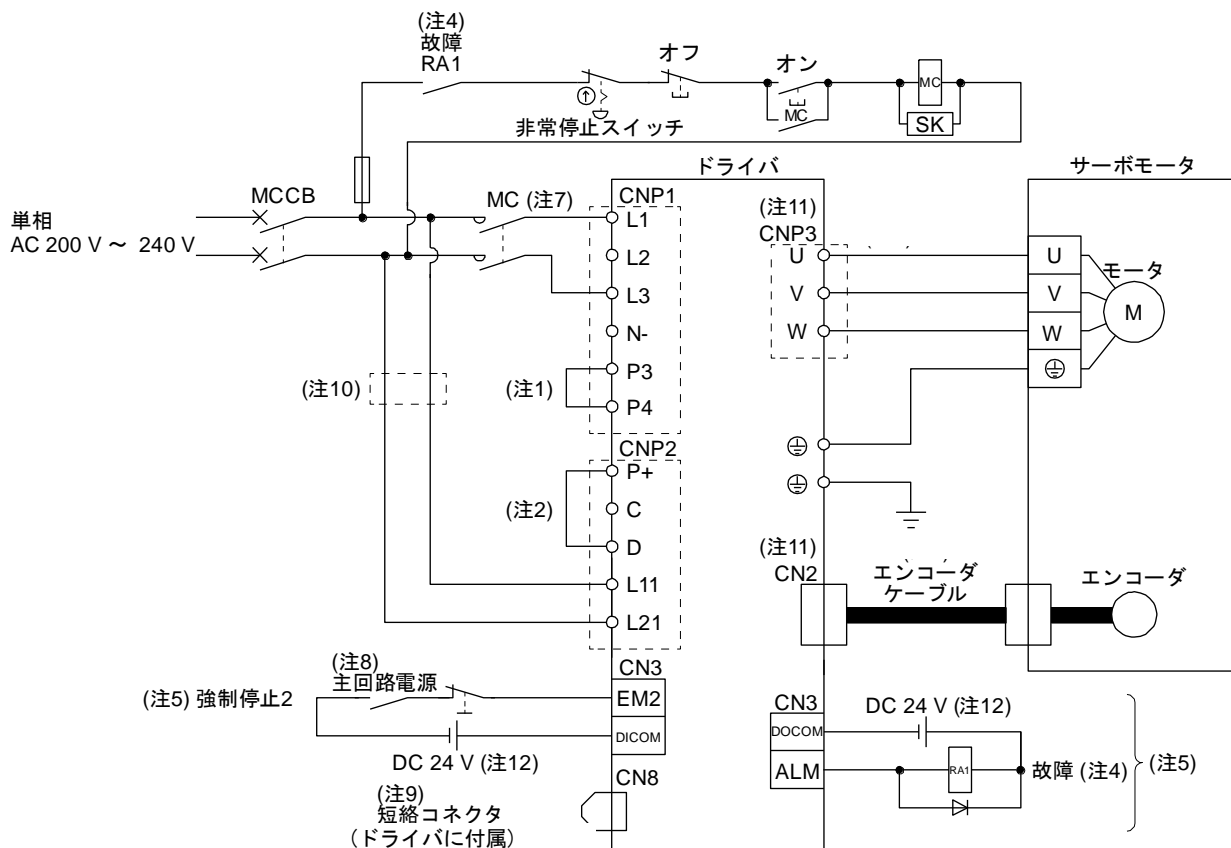 (注4)
故障
RA1
オフ
オン
MC
MC
SK
非常停止スイッチ
ドライバ
サーボモータ
MCCB
MC (注7)
CNP1
単相
AC 200 V ~ 240 V
L1
L2
L3
N-
P3
P4
(注1)
(注10)
(注11)
CNP3
U
V
W
U
V
W
モータ
M
CNP2
P+
C
D
L11
L21
(注2)
(注11)
CN2
エンコーダ
ケーブル
エンコーダ
(注8)
主回路電源
(注5) 強制停止2
CN3
EM2
DICOM
DC 24 V (注12)
CN3
DOCOM
ALM
DC 24 V (注12)
RA1
故障 (注4)
(注5)
(注9)
短絡コネクタ
(ドライバに付属)
CN8